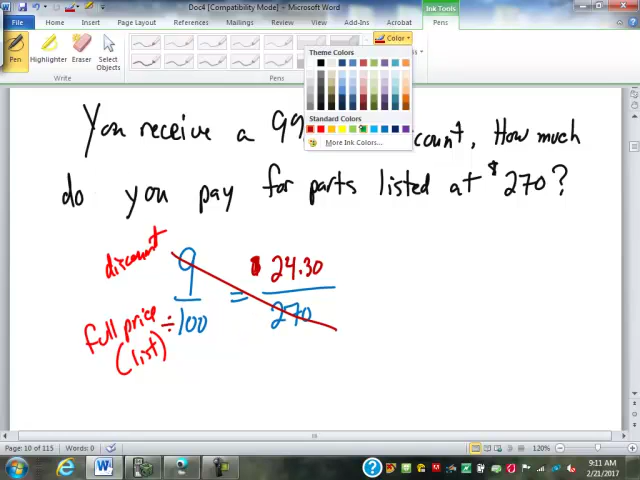 Doc4 [Compatibility Mode] - Microsoft Word
Ink Tools
File Home Insert Page Layout References Mailings Review View Add-Ins Acrobat Pens
Pen Highlighter Eraser Select Objects
Color
Write
Theme Colors
Standard Colors
More Ink Colors...
You receive a 9 count, How much
do you pay for parts listed at $270?
discount 9 $ 24.30
= 
full price ÷ 100 270
(list)
Page 10 of 115 Words: 0 120%
9:11 AM
2/21/2017